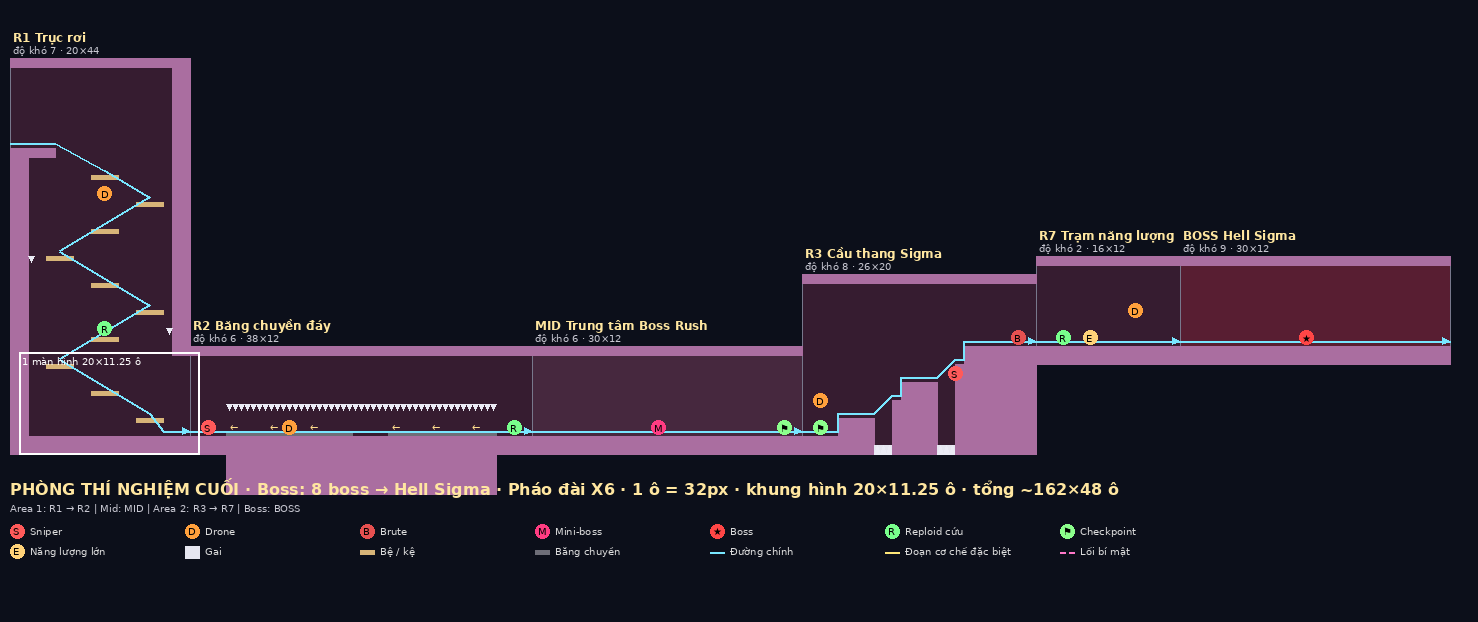 R1 Trục rơi
độ khó 7 · 20×44
R7 Trạm năng lượng
độ khó 2 · 16×12
BOSS Hell Sigma
độ khó 9 · 30×12
R3 Cầu thang Sigma
độ khó 8 · 26×20
R2 Băng chuyền đáy
độ khó 6 · 38×12
MID Trung tâm Boss Rush
độ khó 6 · 30×12
D
R
1 màn hình 20×11.25 ô
S
D
R
M
D
S
B
R
E
D
PHÒNG THÍ NGHIỆM CUỐI · Boss: 8 boss → Hell Sigma · Pháo đài X6 · 1 ô = 32px · khung hình 20×11.25 ô · tổng ~162×48 ô
Area 1: R1 → R2 | Mid: MID | Area 2: R3 → R7 | Boss: BOSS
S Sniper
D Drone
B Brute
M Mini-boss
Boss
R Reploid cứu
Checkpoint
E Năng lượng lớn
Gai
Bệ / kệ
Băng chuyền
Đường chính
Đoạn cơ chế đặc biệt
Lối bí mật